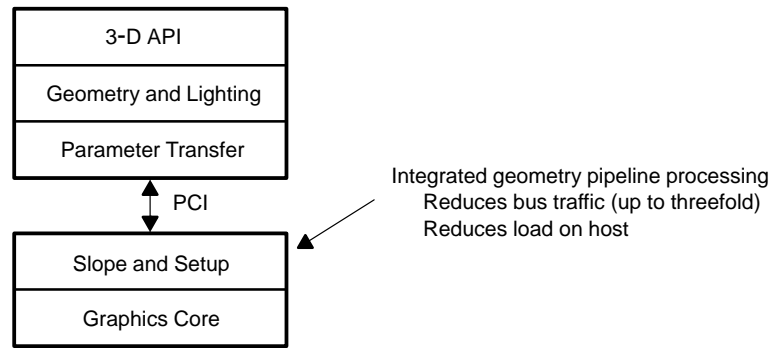 3-D API
Geometry and Lighting
Parameter Transfer
PCI
Integrated geometry pipeline processing
Reduces bus traffic (up to threefold)
Reduces load on host
Slope and Setup
Graphics Core